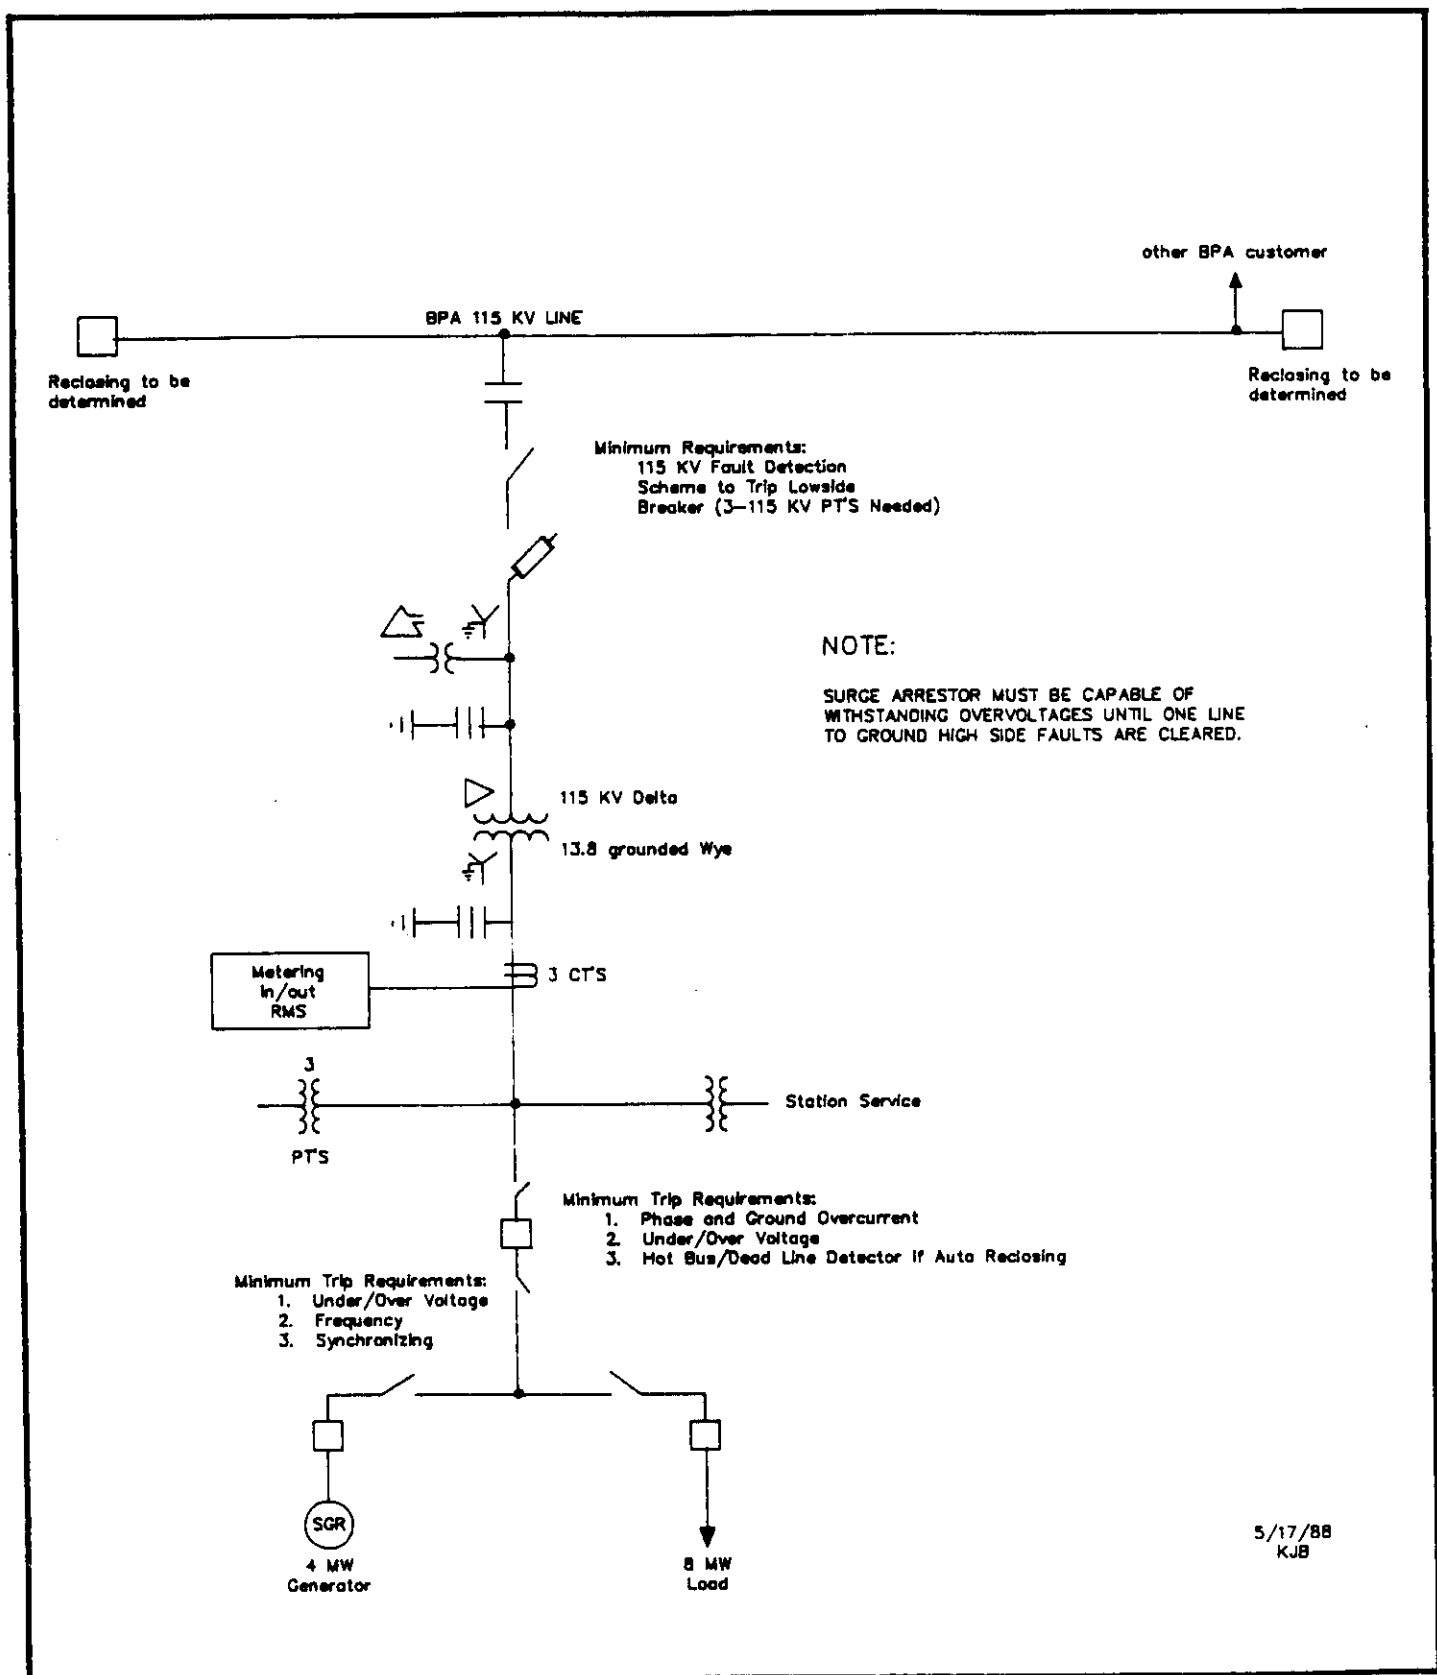 other BPA customer
BPA 115 KV LINE
Reclosing to be
determined
Reclosing to be
determined
Minimum Requirements:
115 KV Fault Detection
Scheme to Trip Lowside
Breaker (3-115 KV PT'S Needed)
NOTE:
SURGE ARRESTOR MUST BE CAPABLE OF
WITHSTANDING OVERVOLTAGES UNTIL ONE LINE
TO GROUND HIGH SIDE FAULTS ARE CLEARED.
115 KV Delta
13.8 grounded Wye
Metering
In/out
RMS
3 CT'S
3
PT'S
Station Service
Minimum Trip Requirements:
1. Phase and Ground Overcurrent
2. Under/Over Voltage
3. Hot Bus/Dead Line Detector If Auto Reclosing
Minimum Trip Requirements:
1. Under/Over Voltage
2. Frequency
3. Synchronizing
SGR
4 MW
Generator
8 MW
Load
5/17/88
KJB